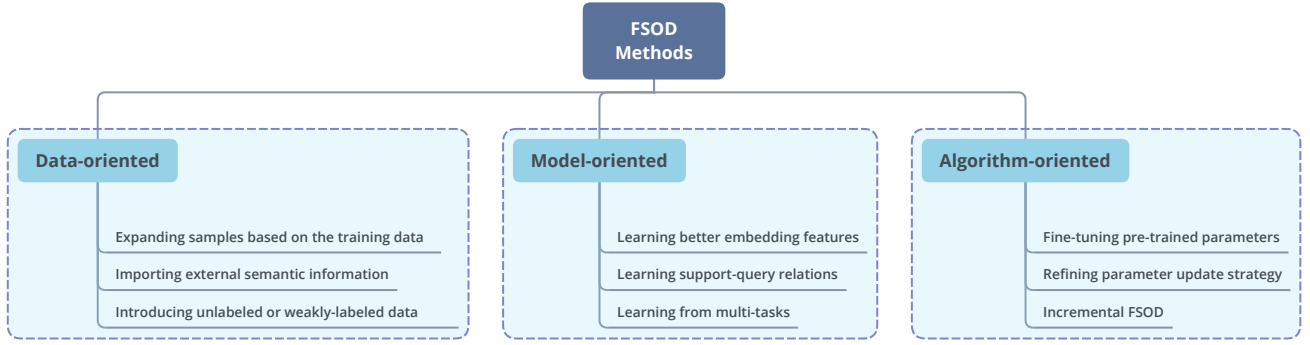 FSOD
Methods
Data-oriented
Expanding samples based on the training data
Importing external semantic information
Introducing unlabeled or weakly-labeled data
Model-oriented
Learning better embedding features
Learning support-query relations
Learning from multi-tasks
Algorithm-oriented
Fine-tuning pre-trained parameters
Refining parameter update strategy
Incremental FSOD